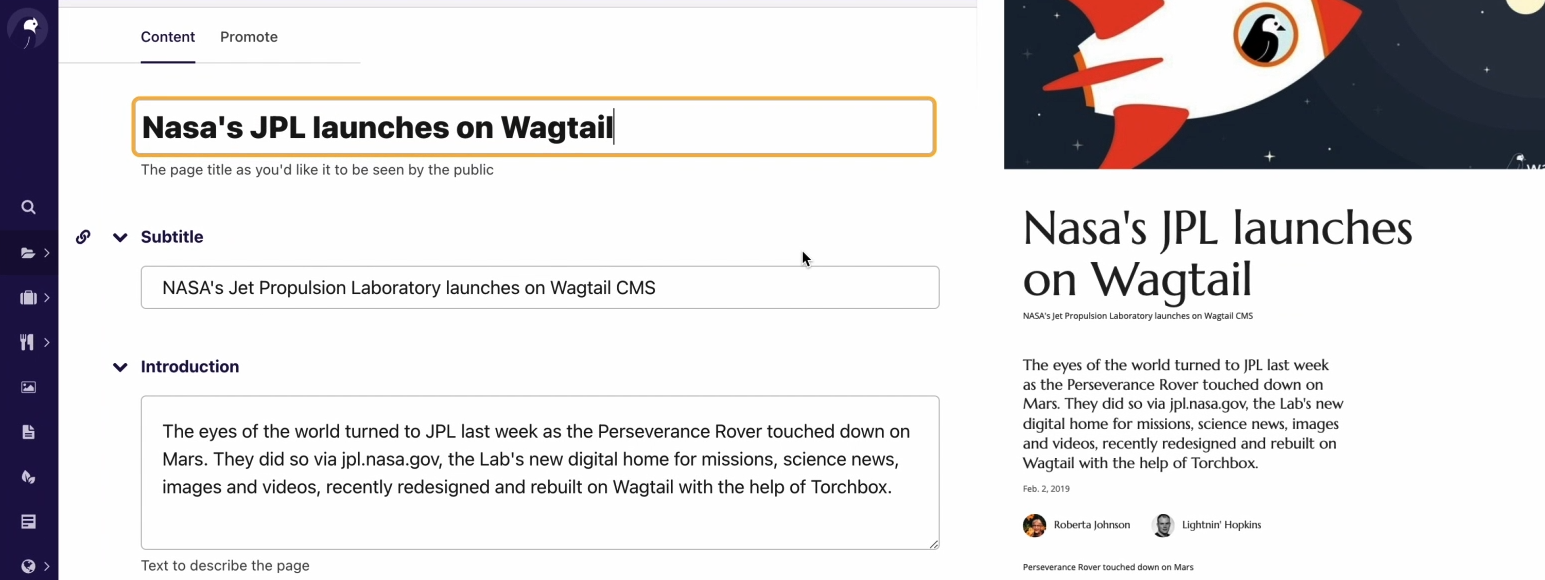 Content Promote
Nasa's JPL launches on Wagtail
The page title as you'd like it to be seen by the public
Subtitle
NASA's Jet Propulsion Laboratory launches on Wagtail CMS
Introduction
The eyes of the world turned to JPL last week as the Perseverance Rover touched down on
Mars. They did so via jpl.nasa.gov, the Lab's new digital home for missions, science news,
images and videos, recently redesigned and rebuilt on Wagtail with the help of Torchbox.
Text to describe the page
Nasa's JPL launches
on Wagtail
NASA's Jet Propulsion Laboratory launches on Wagtail CMS
The eyes of the world turned to JPL last week
as the Perseverance Rover touched down on
Mars. They did so via jpl.nasa.gov, the Lab's new
digital home for missions, science news, images
and videos, recently redesigned and rebuilt on
Wagtail with the help of Torchbox.
Feb. 2, 2019
Roberta Johnson Lightnin' Hopkins
Perseverance Rover touched down on Mars